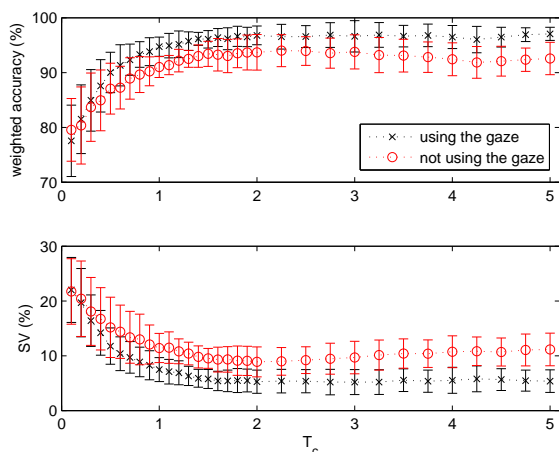 100
90
80
70
weighted accuracy (%)
0 1 2 3 4 5
using the gaze
not using the gaze
30
20
10
0
SV (%)
0 1 2 3 4 5
T_c